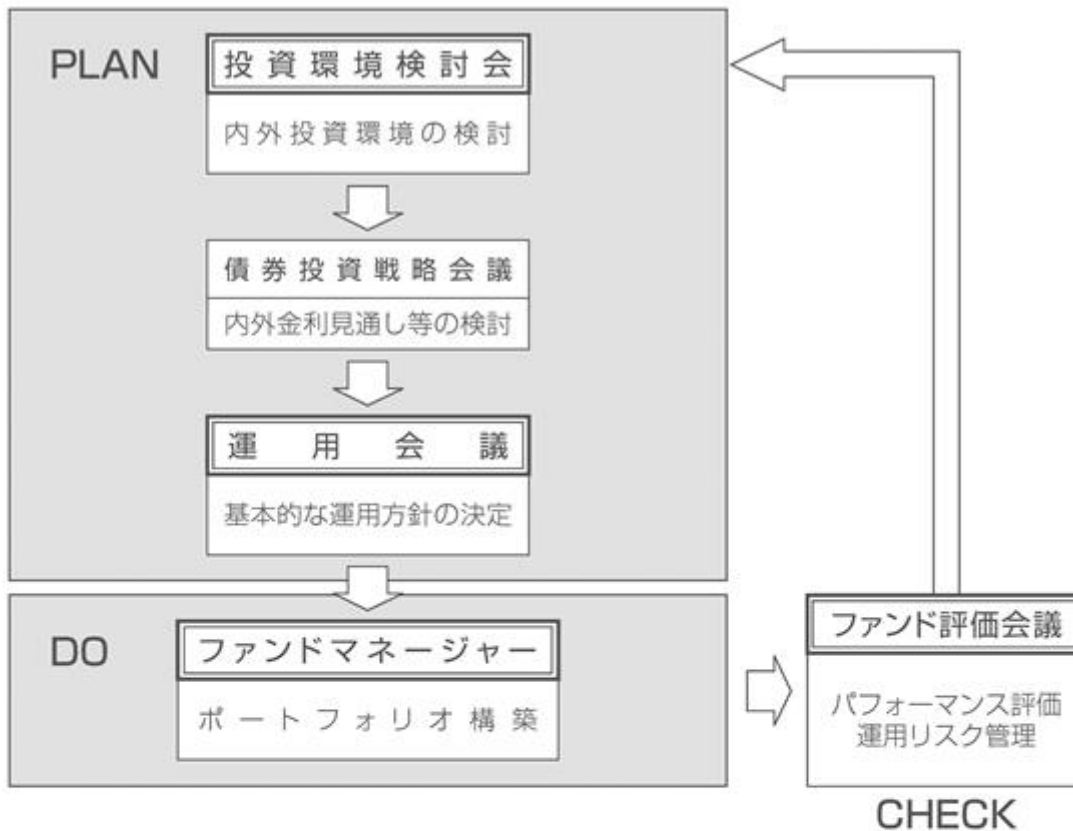 PLAN
投資環境検討会
内外投資環境の検討
債券投資戦略会議
内外金利見通し等の検討
運用会議
基本的な運用方針の決定
DO
ファンドマネージャー
ポートフォリオ構築
ファンド評価会議
パフォーマンス評価
運用リスク管理
CHECK